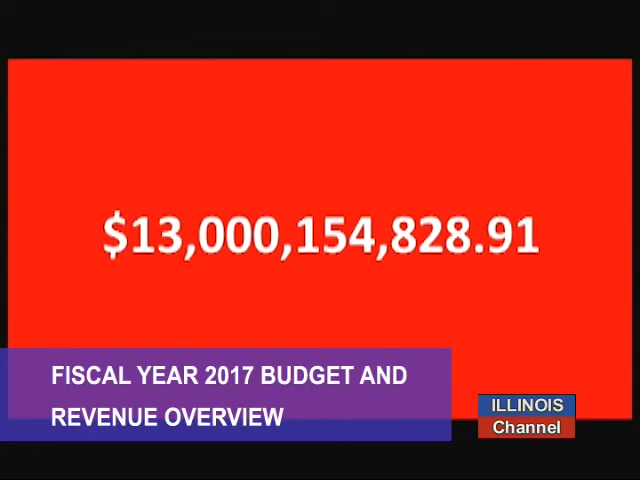 $13,000,154,828.91
FISCAL YEAR 2017 BUDGET AND
REVENUE OVERVIEW
ILLINOIS
Channel